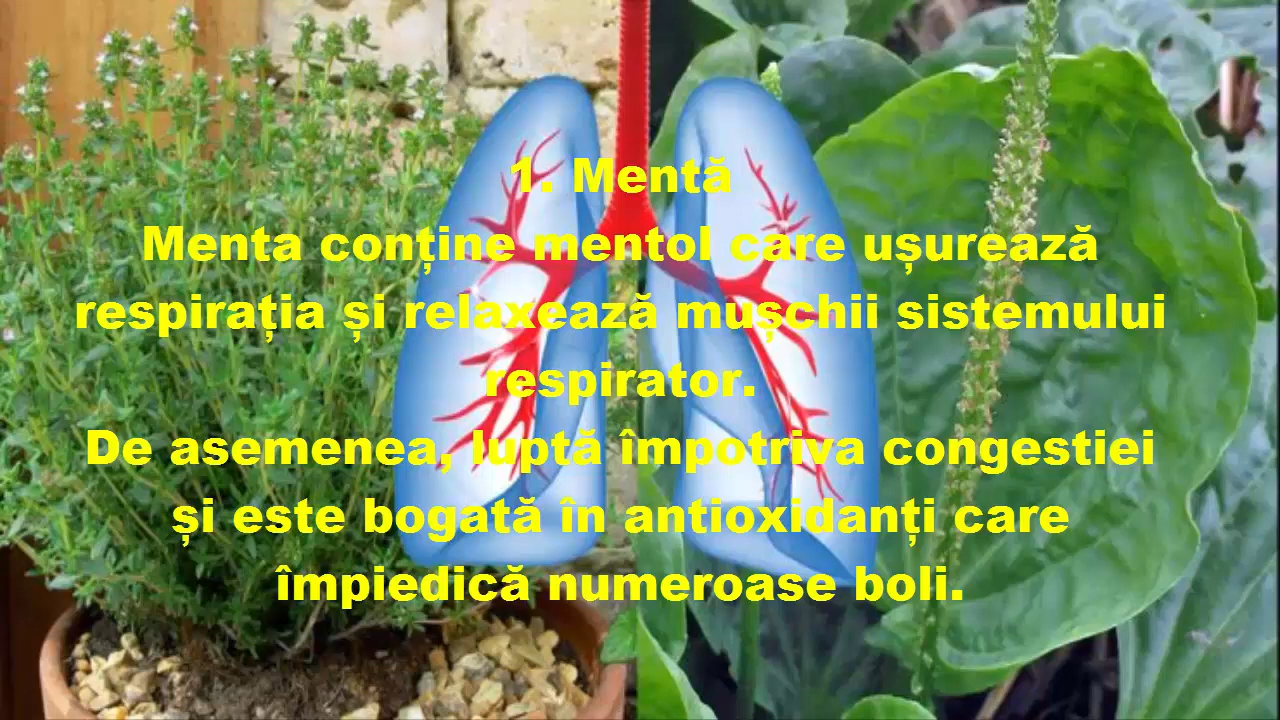 1. Mentă
Menta conține mentol care ușurează
respirația și relaxează mușchii sistemului
respirator.
De asemenea, luptă împotriva congestiei
și este bogată în antioxidanți care
împiedică numeroase boli.